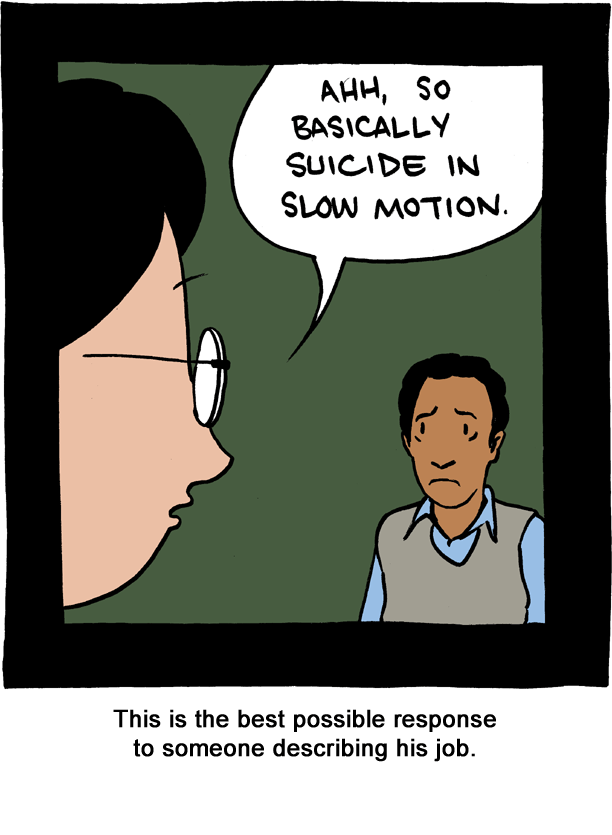 AHH, SO
BASICALLY
SUICIDE IN
SLOW MOTION.
This is the best possible response
to someone describing his job.